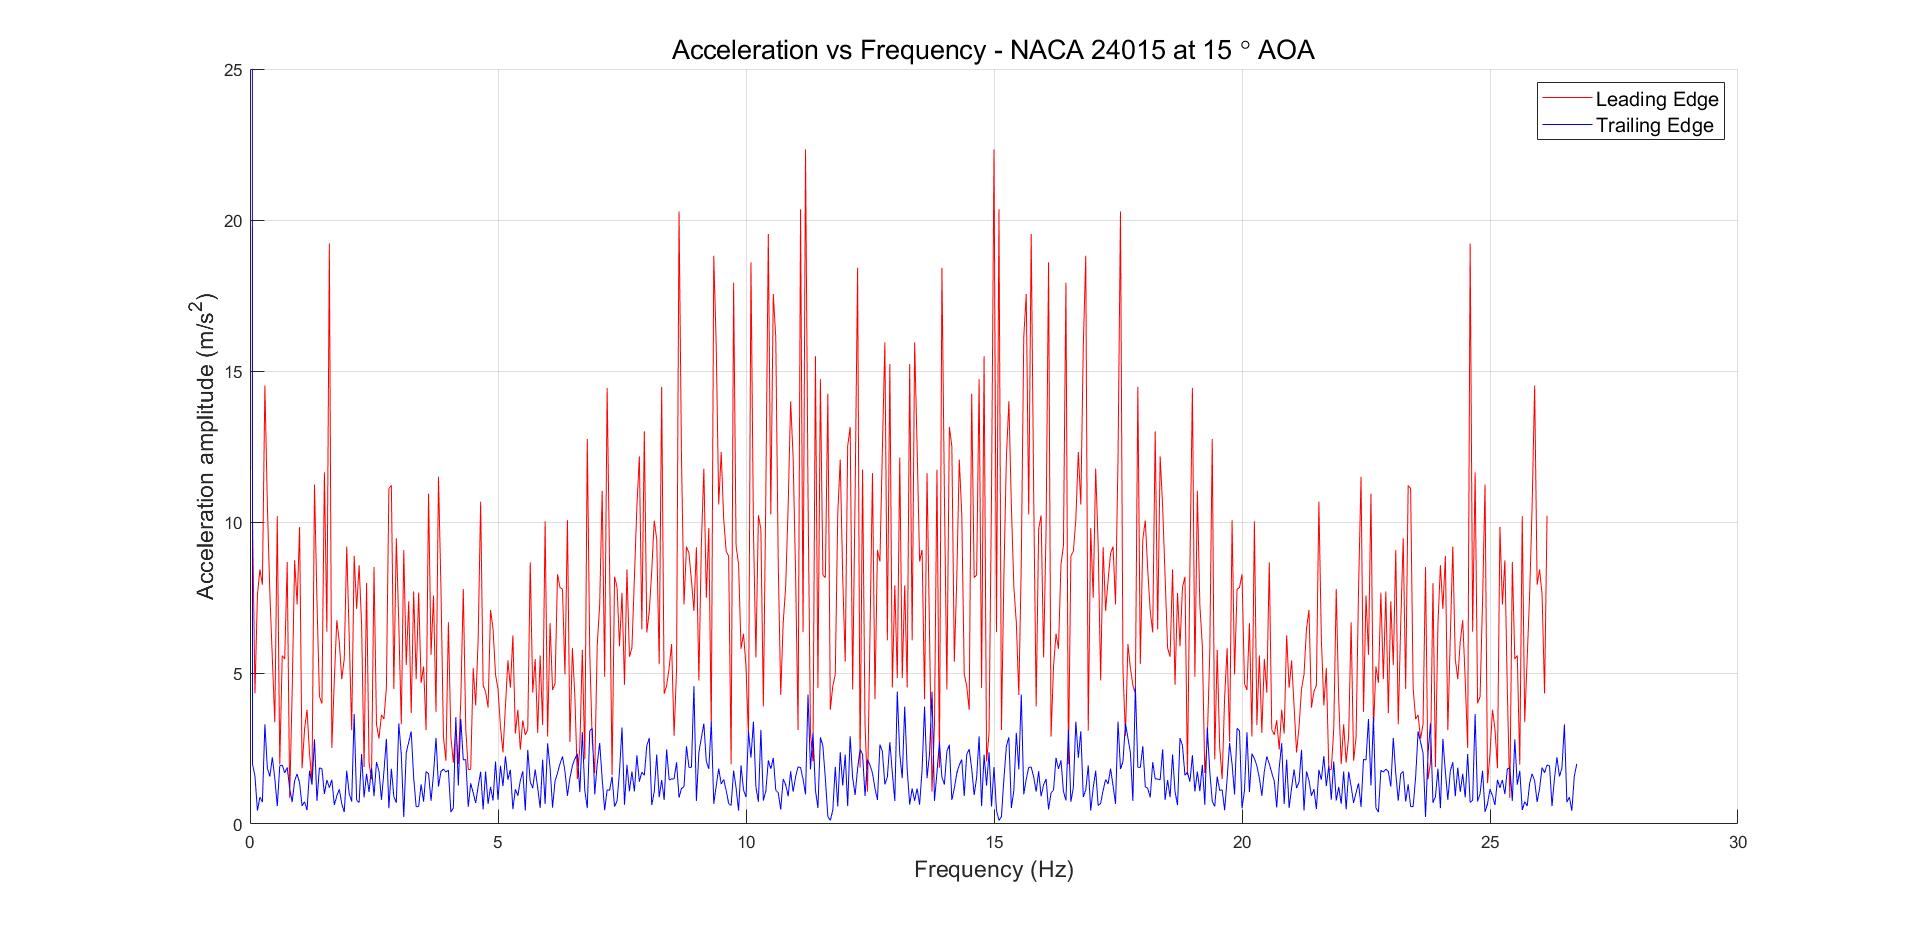 Acceleration vs Frequency - NACA 24015 at 15 ° AOA
Leading Edge
Trailing Edge
Acceleration amplitude (m/s²)
25
20
15
10
5
0
0 5 10 15 20 25 30
Frequency (Hz)